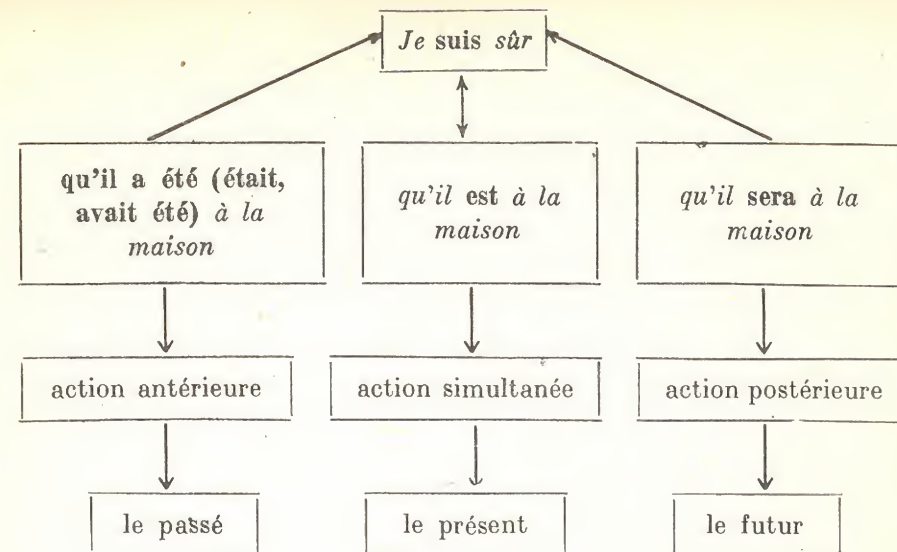 Je suis sûr
qu'il a été (était,
avait été) à la
maison
qu'il est à la
maison
qu'il sera à la
maison
action antérieure
action simultanée
action postérieure
le passé
le présent
le futur